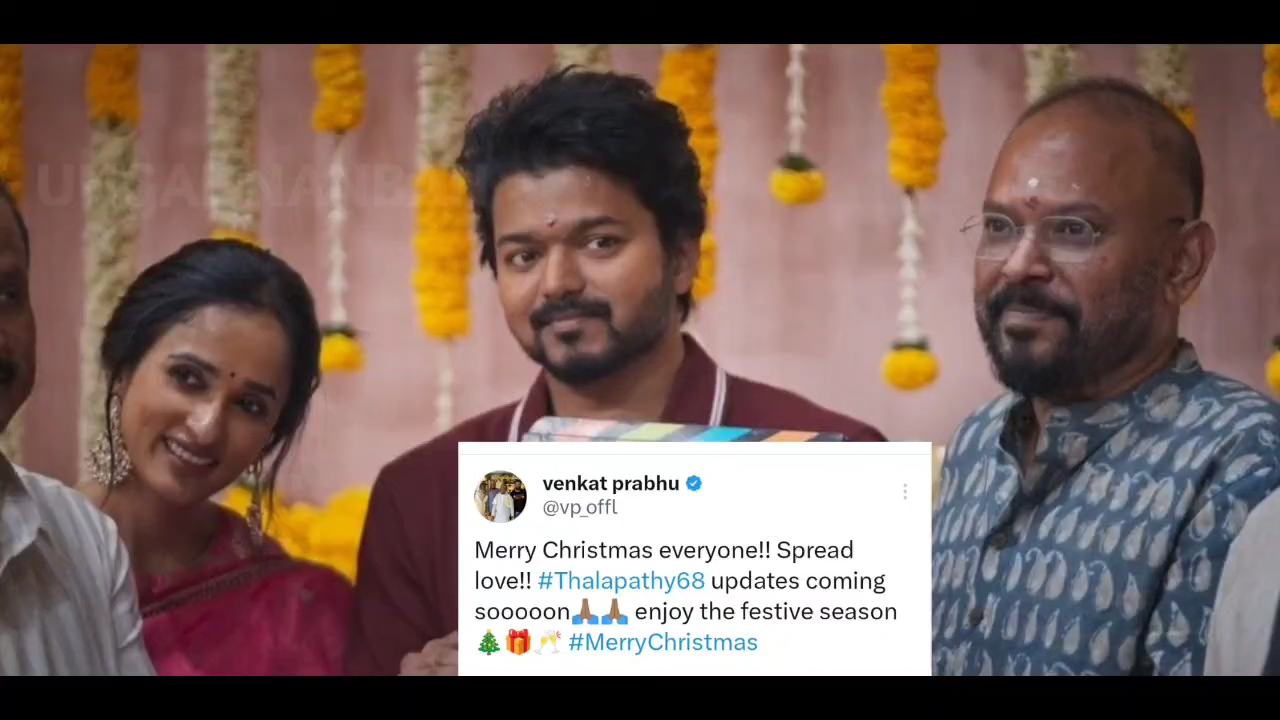 venkat prabhu
@vp_offl
Merry Christmas everyone!! Spread
love!! #Thalapathy68 updates coming
sooooon🙏🏾🙏🏾 enjoy the festive season
🎄🎁🥂 #MerryChristmas